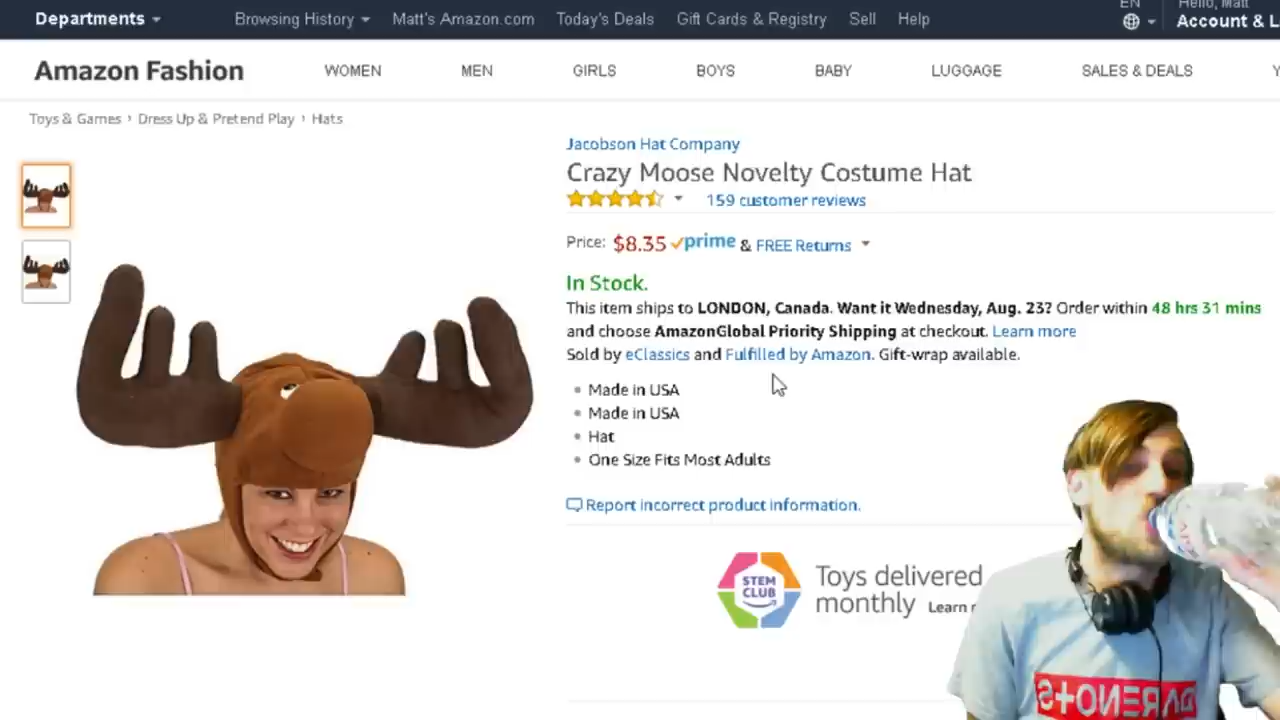 EN
Hello, Matt
Departments
Browsing History
Matt's Amazon.com
Today's Deals
Gift Cards & Registry
Sell
Help
Account & L
Amazon Fashion
WOMEN
MEN
GIRLS
BOYS
BABY
LUGGAGE
SALES & DEALS
Y
Toys & Games › Dress Up & Pretend Play › Hats
Jacobson Hat Company
Crazy Moose Novelty Costume Hat
159 customer reviews
Price: $8.35 prime & FREE Returns
In Stock.
This item ships to LONDON, Canada. Want it Wednesday, Aug. 23? Order within 48 hrs 31 mins
and choose AmazonGlobal Priority Shipping at checkout. Learn more
Sold by eClassics and Fulfilled by Amazon. Gift-wrap available.
Made in USA
Made in USA
Hat
One Size Fits Most Adults
Report incorrect product information.
STEM
CLUB
Toys delivered
monthly Learn